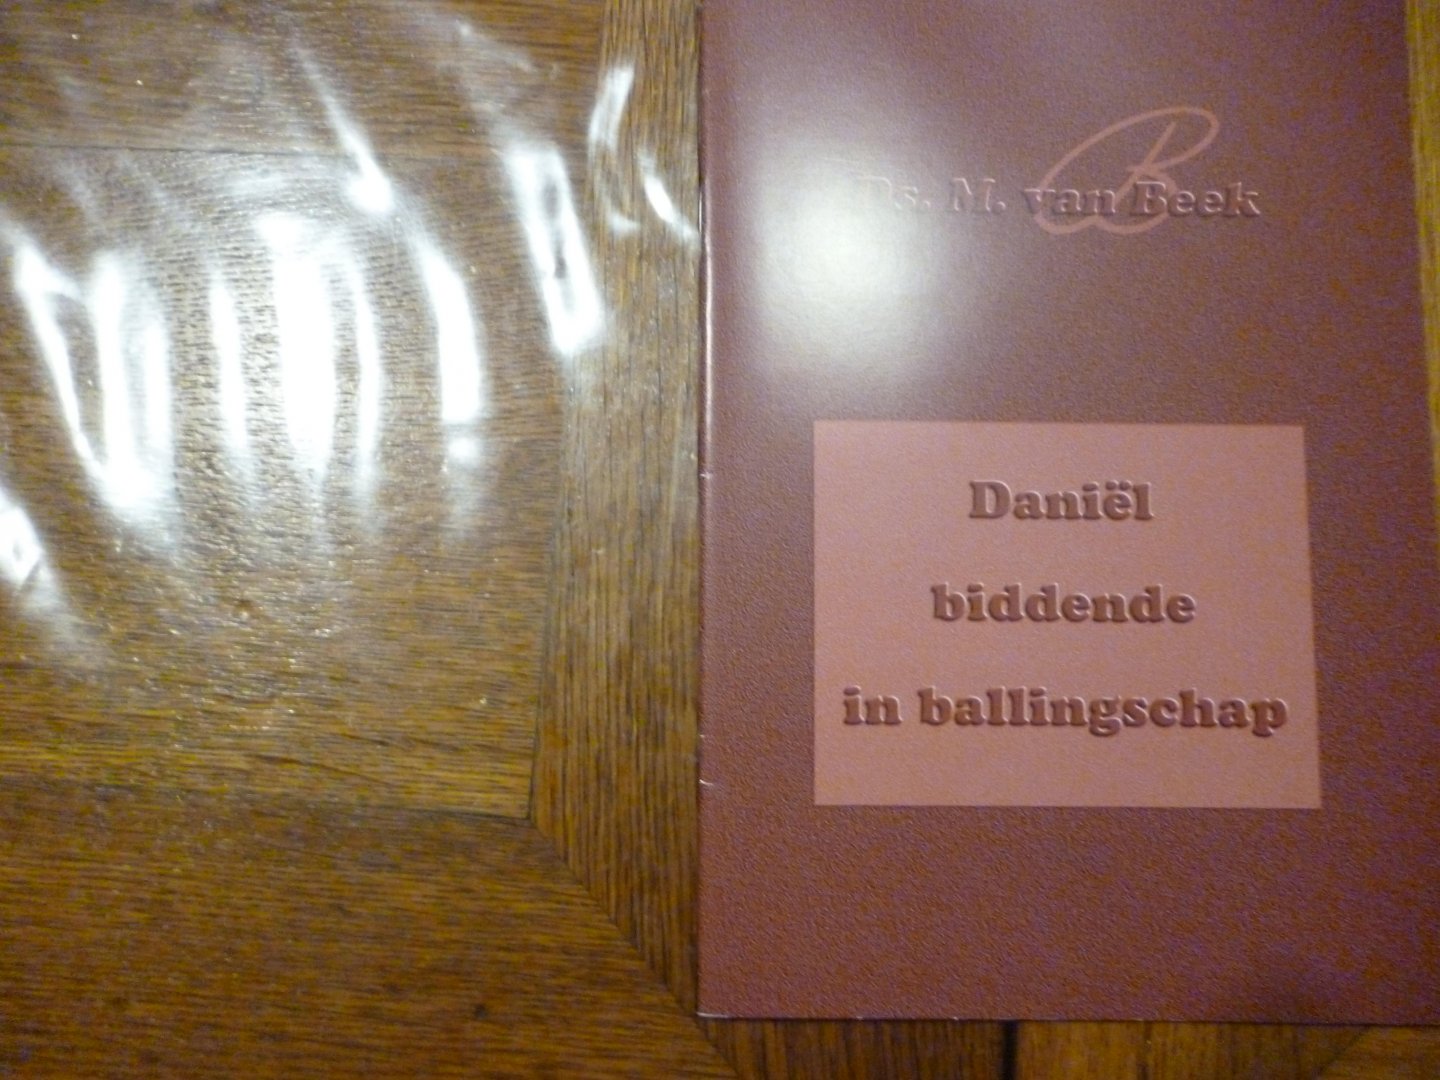 Ds. M. van Beek
B
Daniël
biddende
in ballingschap